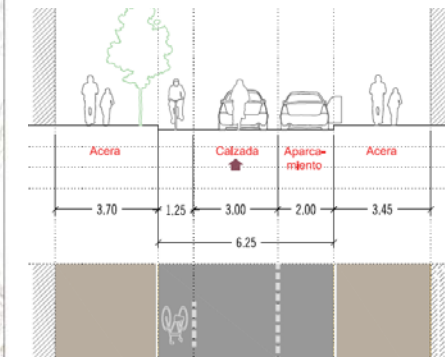 Acera
Calzada
Aparca-
miento
Acera
3.70
1.25
3.00
2.00
3.45
6.25